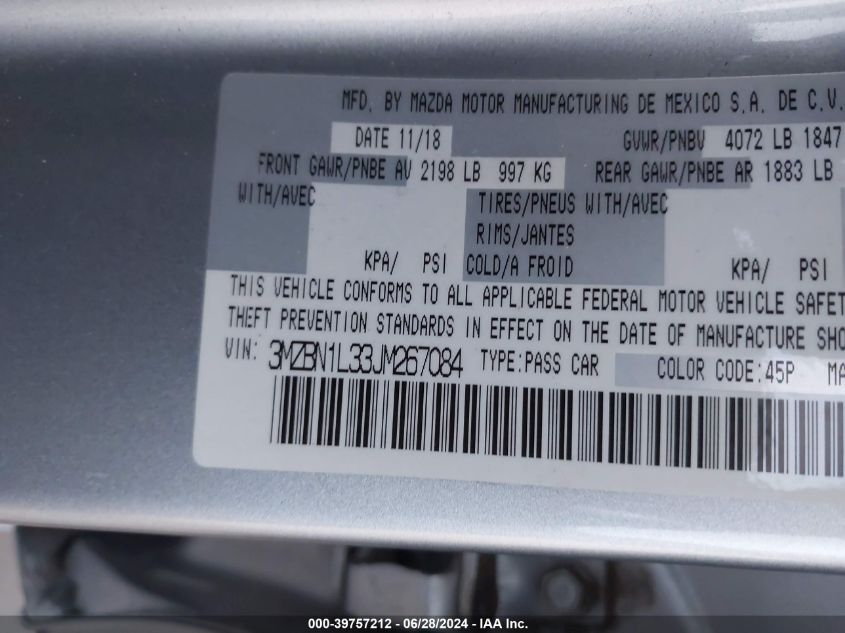 MFD. BY MAZDA MOTOR MANUFACTURING DE MEXICO S.A. DE C.V.
DATE 11/18 GVWR/PNBV 4072 LB 1847
FRONT GAWR/PNBE AV 2198 LB 997 KG REAR GAWR/PNBE AR 1883 LB
WITH/AVEC TIRES/PNEUS WITH/AVEC
RIMS/JANTES
KPA/ PSI COLD/A FROID KPA/ PSI
THIS VEHICLE CONFORMS TO ALL APPLICABLE FEDERAL MOTOR VEHICLE SAFET
THEFT PREVENTION STANDARDS IN EFFECT ON THE DATE OF MANUFACTURE SHO
VIN: 3MZBN1L33JM267084 TYPE:PASS CAR COLOR CODE:45P MA
000-39757212 - 06/28/2024 - IAAI.com.